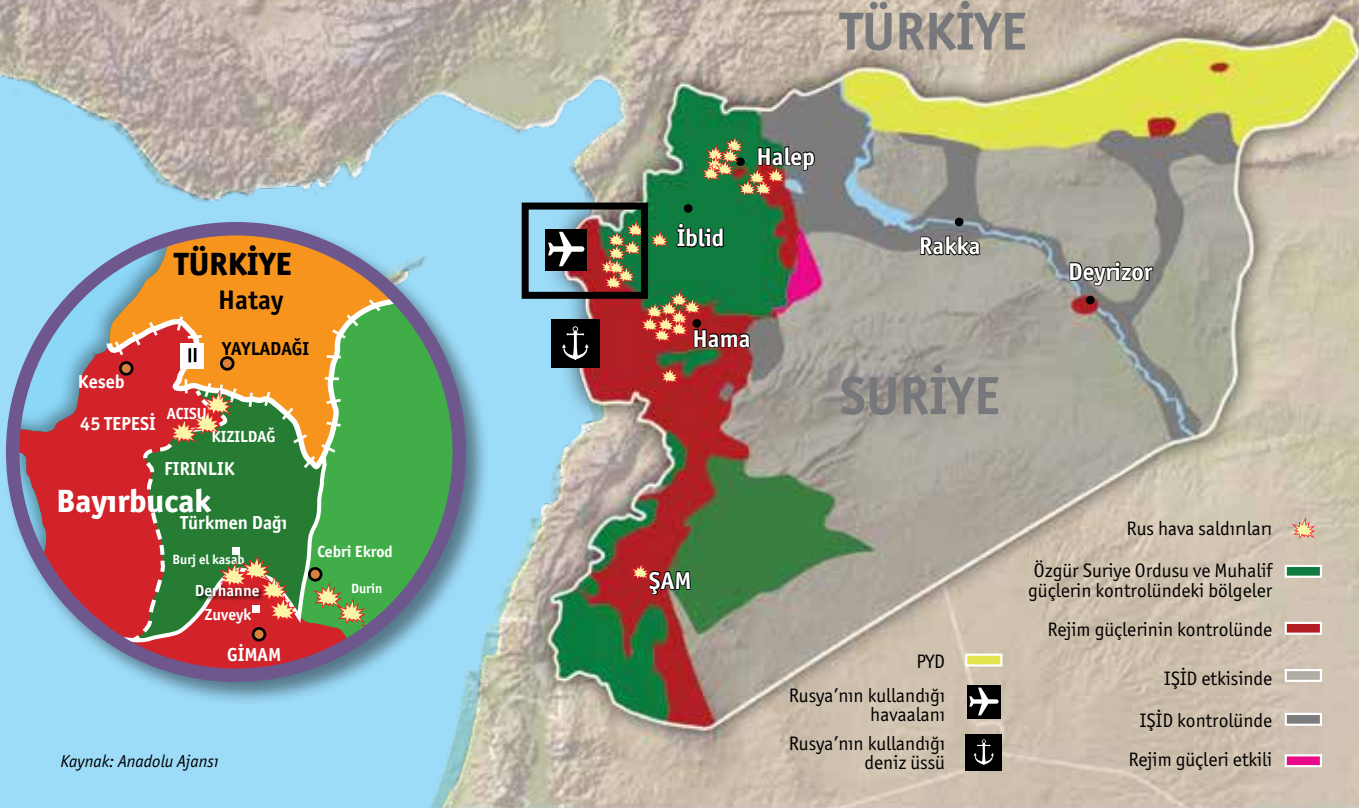 TÜRKİYE
Halep
İblid
Rakka
Deyrizor
Hama
SURİYE
ŞAM
TÜRKİYE
Hatay
II
YAYLADAĞI
Keseb
45 TEPESİ
ACISU
KIZILDAĞ
FIRINLIK
Bayırbucak
Türkmen Dağı
Burj el kasab
Cebri Ekrod
Derhanne
Durin
Zuveyk
GİMAM
Kaynak: Anadolu Ajansı
Rus hava saldırıları
Özgür Suriye Ordusu ve Muhalif
güçlerin kontrolündeki bölgeler
Rejim güçlerinin kontrolünde
PYD
IŞİD etkisinde
Rusya'nın kullandığı
havaalanı
IŞİD kontrolünde
Rusya'nın kullandığı
deniz üssü
Rejim güçleri etkili